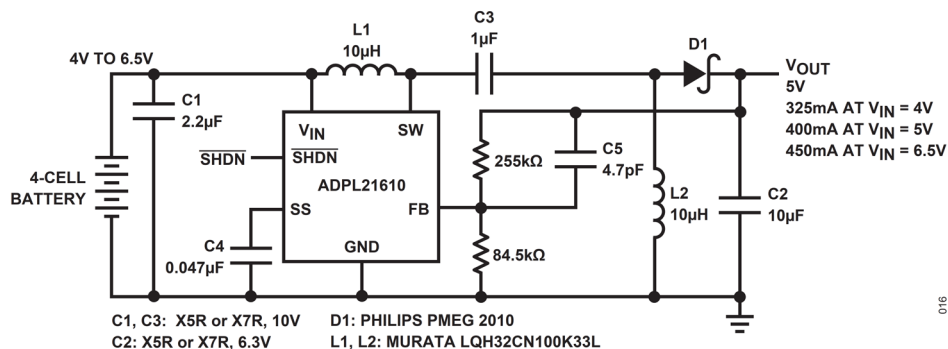 L1
10µH
C3
1µF
D1
4V TO 6.5V
VOUT
5V
325mA AT VIN = 4V
400mA AT VIN = 5V
450mA AT VIN = 6.5V
C1
2.2µF
VIN
SW
SHDN
SHDN
ADPL21610
255kΩ
C5
4.7pF
4-CELL
BATTERY
SS
FB
L2
10µH
C2
10µF
C4
0.047µF
GND
84.5kΩ
C1, C3: X5R or X7R, 10V
D1: PHILIPS PMEG 2010
C2: X5R or X7R, 6.3V
L1, L2: MURATA LQH32CN100K33L
016